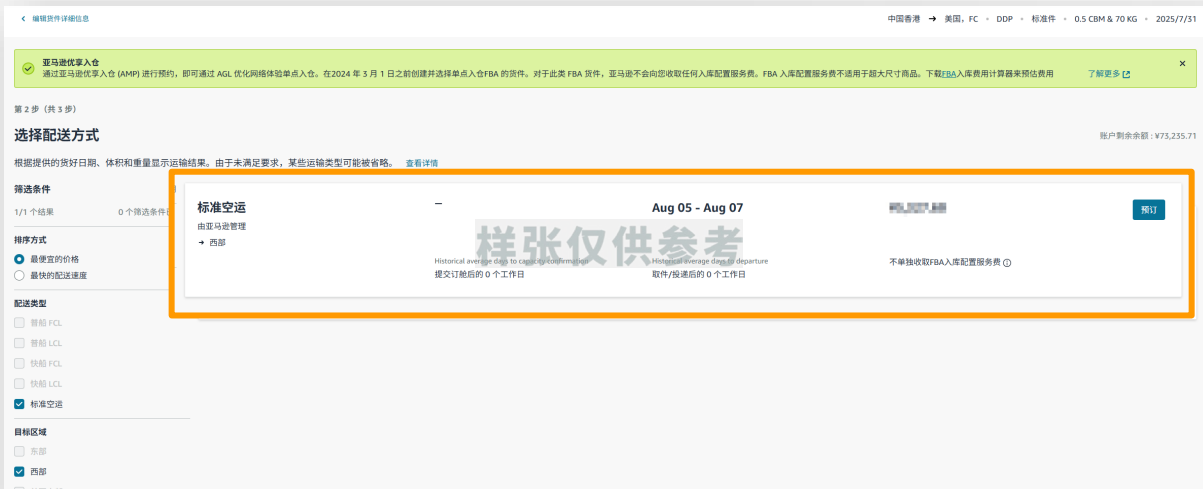 编辑货件详细信息
中国香港 → 美国，FC • DDP • 标准件 • 0.5 CBM & 70 KG • 2025/7/31
亚马逊优享入仓
通过亚马逊优享入仓 (AMP) 进行预约，即可通过 AGL 优化网络体验单点入仓。在2024 年 3 月 1 日之前创建并选择单点入仓FBA 的货件。对于此类 FBA 货件，亚马逊不会向您收取任何入库配置服务费。FBA 入库配置服务费不适用于超大尺寸商品。下载FBA入库费用计算器来预估费用 了解更多
第 2 步（共 3 步）
选择配送方式
账户剩余余额：¥73,235.71
根据提供的货好日期、体积和重量显示运输结果。由于未满足要求，某些运输类型可能被省略。 查看详情
筛选条件
1/1 个结果 0 个筛选条件
排序方式
最便宜的价格
最快的配送速度
配送类型
普船 FCL
普船 LCL
快船 FCL
快船 LCL
标准空运
目标区域
东部
西部
标准空运 — Aug 05 - Aug 07 预订
由亚马逊管理
→ 西部
样张仅供参考
Historical average days to capacity confirmation Historical average days to departure
提交订舱后的 0 个工作日 取件/投递后的 0 个工作日 不单独收取FBA入库配置服务费